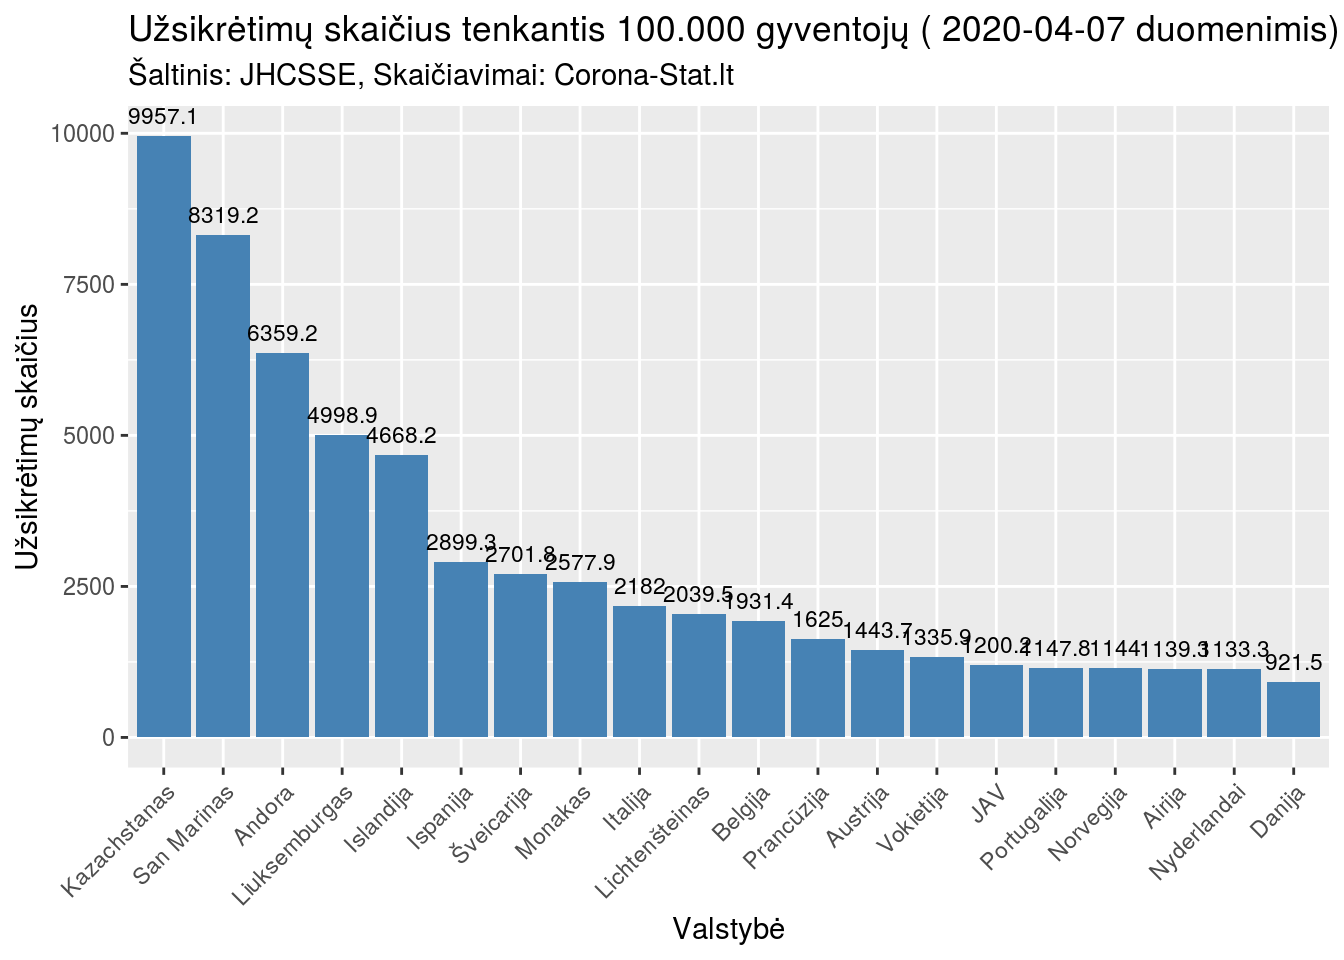 Užsikrėtimų skaičius tenkantis 100.000 gyventojų ( 2020-04-07 duomenimis)
Šaltinis: JHCSSE, Skaičiavimai: Corona-Stat.lt
Užsikrėtimų skaičius
10000
7500
5000
2500
0
9957.1
8319.2
6359.2
4998.9
4668.2
2899.3
2701.8
2577.9
2182
2039.5
1931.4
1625
1443.7
1335.9
1200.2
1147.8
1144
1139.3
1133.3
921.5
Kazachstanas
San Marinas
Andora
Liuksemburgas
Islandija
Ispanija
Šveicarija
Monakas
Italija
Lichtenšteinas
Belgija
Prancūzija
Austrija
Vokietija
JAV
Portugalija
Norvegija
Airija
Nyderlandai
Danija
Valstybė